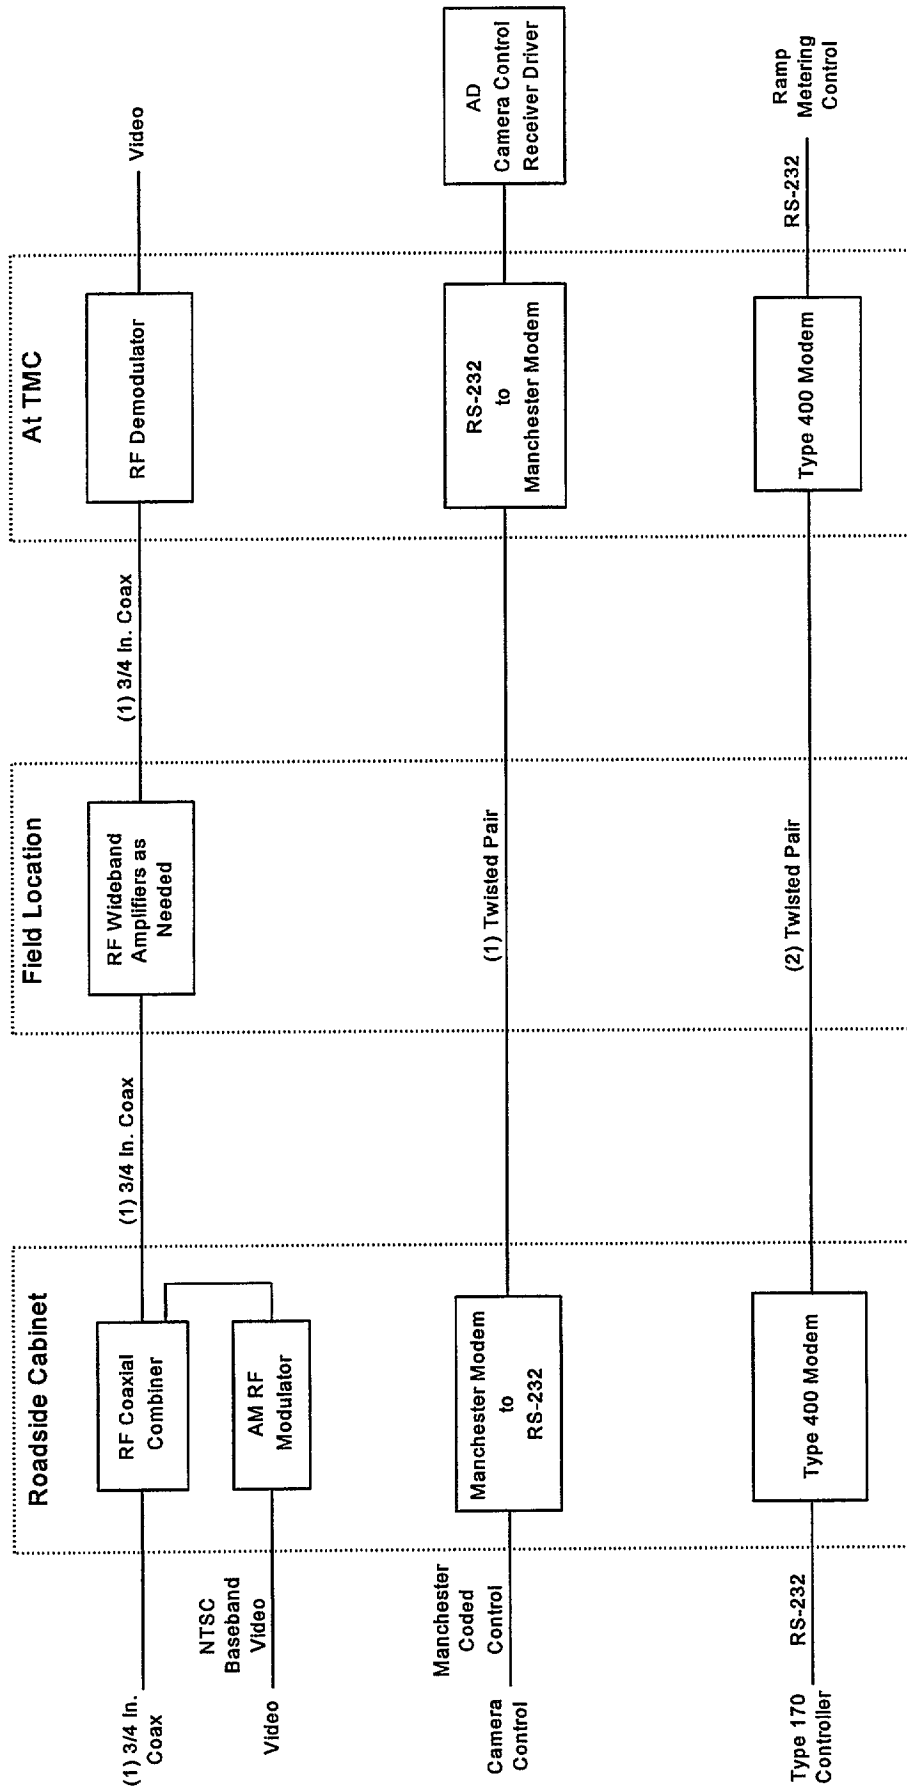 Roadside Cabinet
Field Location
At TMC
(1) 3/4 In.
Coax
RF Coaxial
Combiner
(1) 3/4 In. Coax
RF Wideband
Amplifiers as
Needed
(1) 3/4 In. Coax
RF Demodulator
Video
Video
NTSC
Baseband
Video
AM RF
Modulator
Camera
Control
Manchester
Coded
Control
Manchester Modem
to
RS-232
(1) Twisted Pair
RS-232
to
Manchester Modem
AD
Camera Control
Receiver Driver
Type 170
Controller
RS-232
Type 400 Modem
(2) Twisted Pair
Type 400 Modem
RS-232
Ramp
Metering
Control